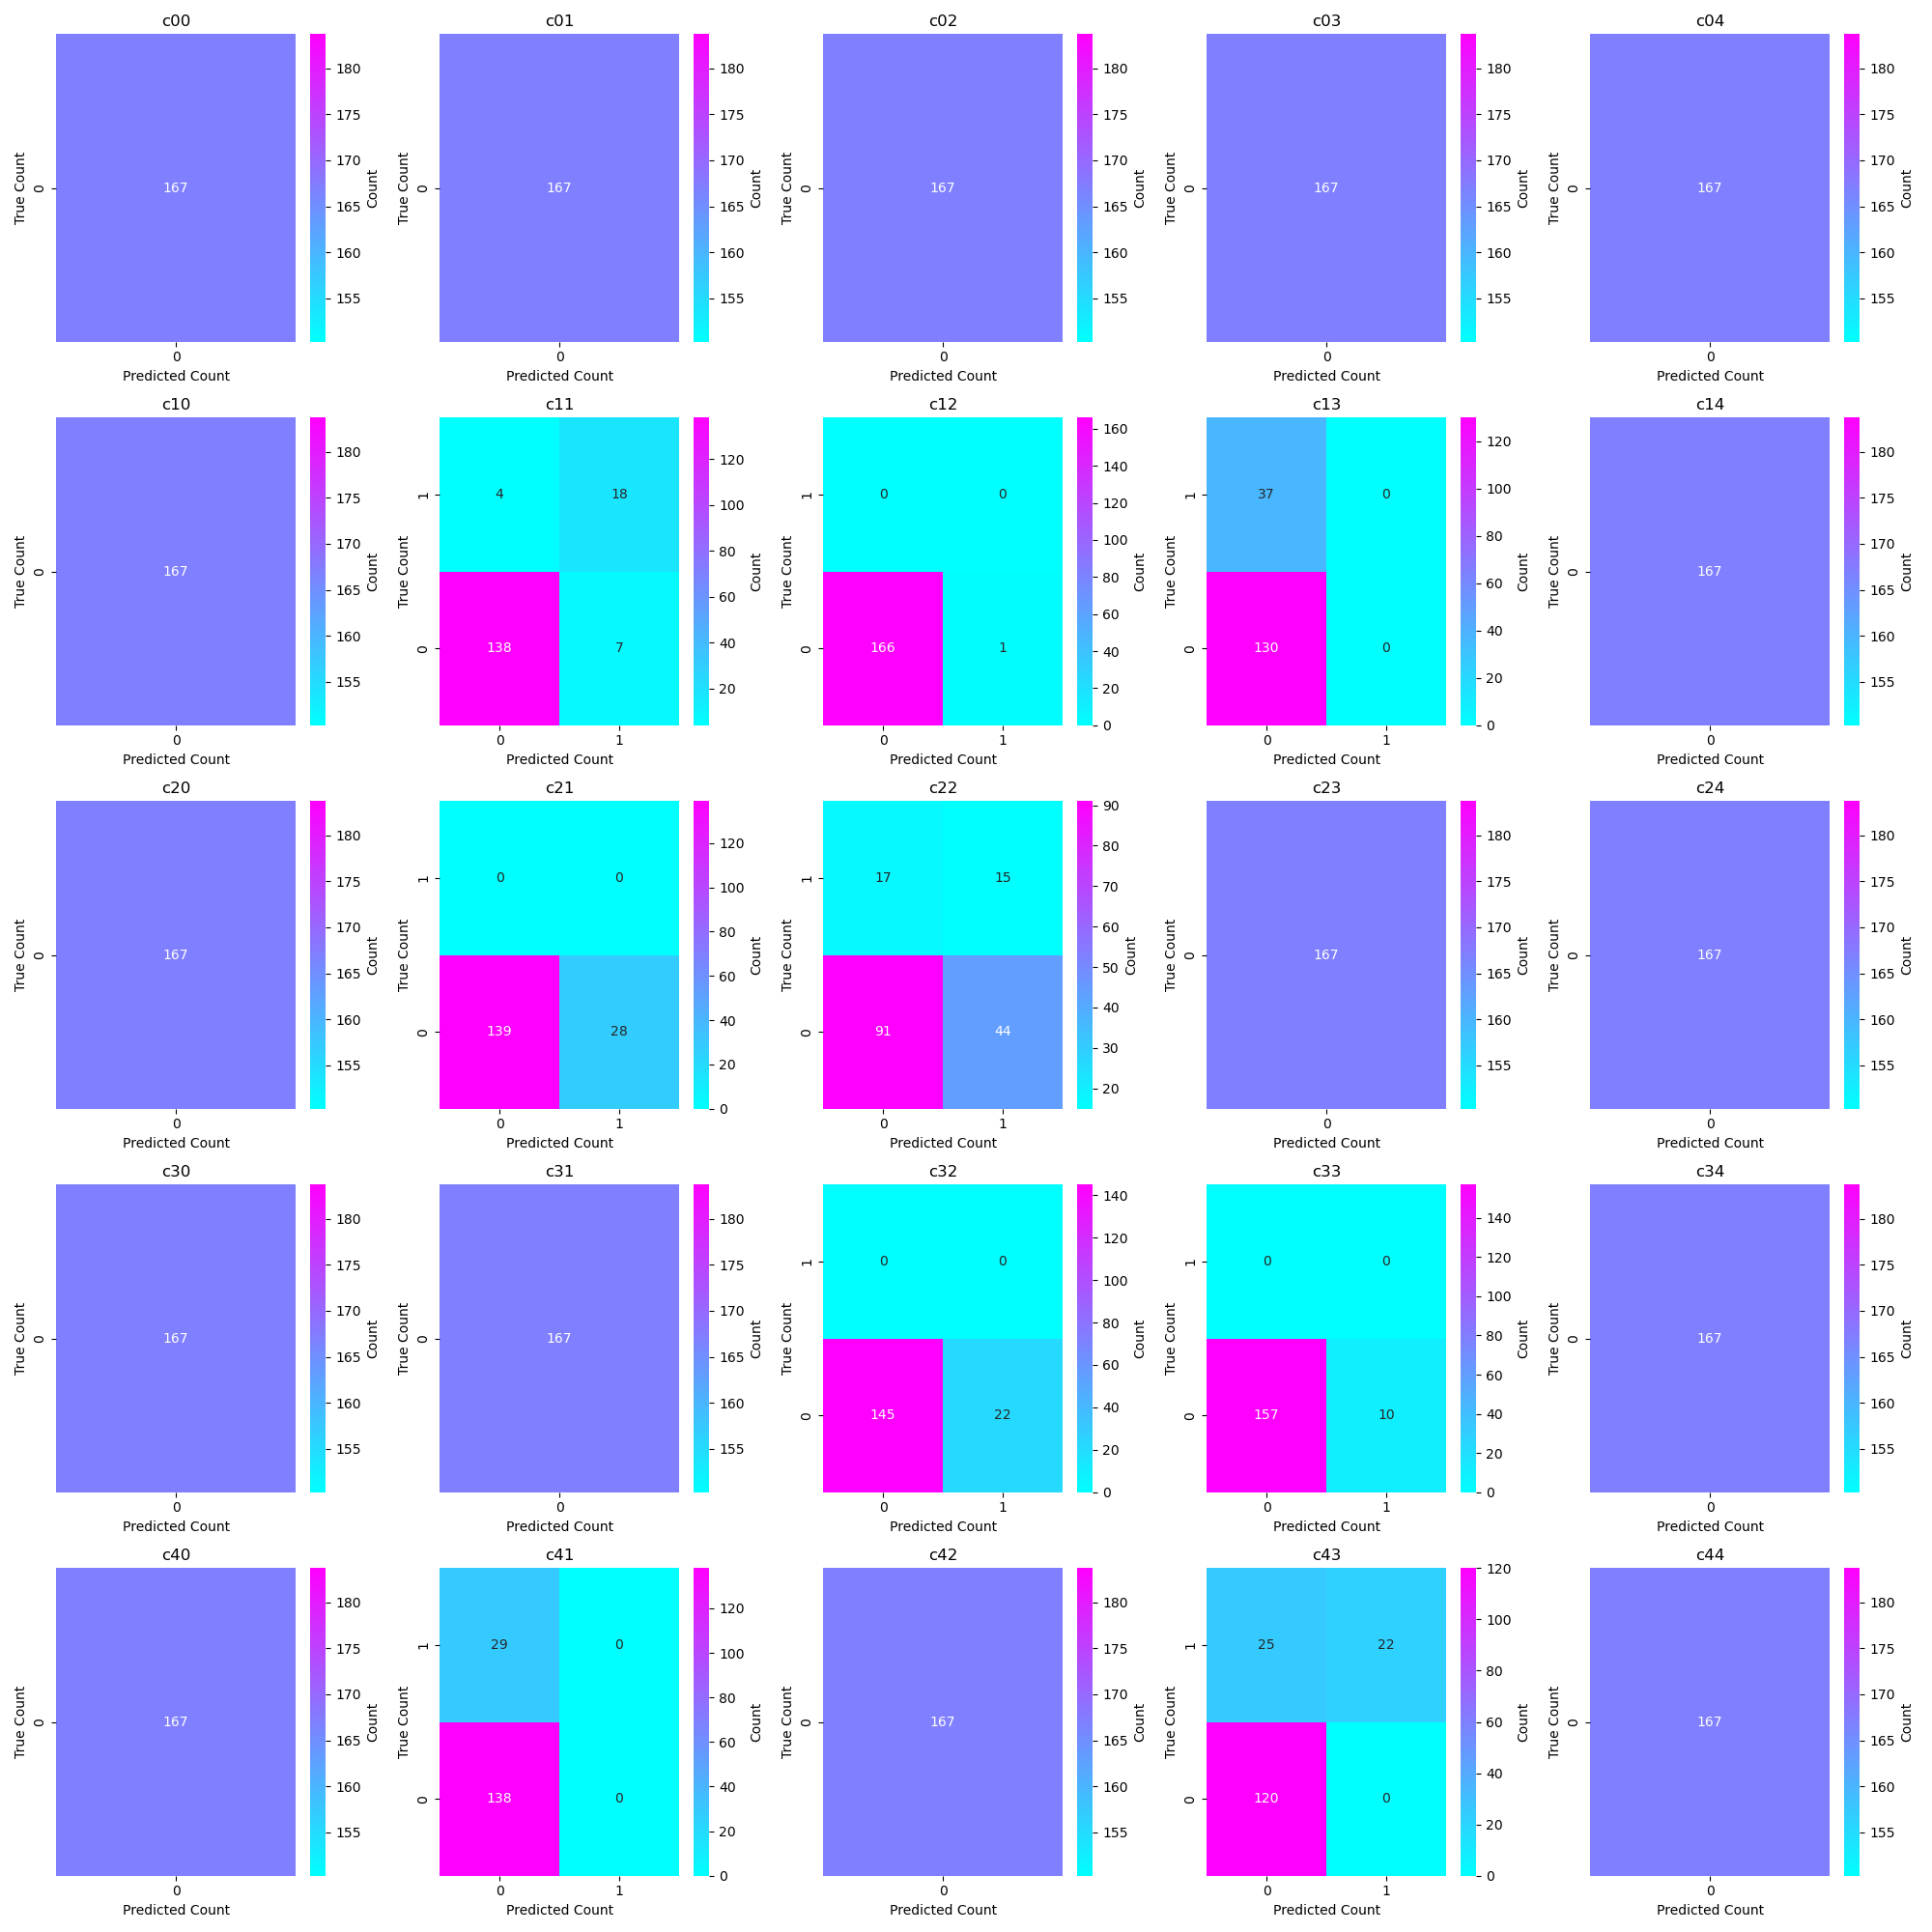 c00 c01 c02 c03 c04
True Count 0 167 0 Predicted Count 180 175 170 165 160 155 Count
True Count 0 167 0 Predicted Count 180 175 170 165 160 155 Count
True Count 0 167 0 Predicted Count 180 175 170 165 160 155 Count
True Count 0 167 0 Predicted Count 180 175 170 165 160 155 Count
True Count 0 167 0 Predicted Count 180 175 170 165 160 155 Count
c10 c11 c12 c13 c14
True Count 0 167 0 Predicted Count 180 175 170 165 160 155 Count
True Count 1 0 4 18 138 7 0 1 Predicted Count 120 100 80 60 40 20 Count
True Count 1 0 0 0 166 1 0 1 Predicted Count 160 140 120 100 80 60 40 20 0 Count
True Count 1 0 37 0 130 0 0 1 Predicted Count 120 100 80 60 40 20 0 Count
True Count 0 167 0 Predicted Count 180 175 170 165 160 155 Count
c20 c21 c22 c23 c24
True Count 0 167 0 Predicted Count 180 175 170 165 160 155 Count
True Count 1 0 0 0 139 28 0 1 Predicted Count 120 100 80 60 40 20 0 Count
True Count 1 0 17 15 91 44 0 1 Predicted Count 90 80 70 60 50 40 30 20 Count
True Count 0 167 0 Predicted Count 180 175 170 165 160 155 Count
True Count 0 167 0 Predicted Count 180 175 170 165 160 155 Count
c30 c31 c32 c33 c34
True Count 0 167 0 Predicted Count 180 175 170 165 160 155 Count
True Count 0 167 0 Predicted Count 180 175 170 165 160 155 Count
True Count 1 0 0 0 145 22 0 1 Predicted Count 140 120 100 80 60 40 20 0 Count
True Count 1 0 0 0 157 10 0 1 Predicted Count 140 120 100 80 60 40 20 0 Count
True Count 0 167 0 Predicted Count 180 175 170 165 160 155 Count
c40 c41 c42 c43 c44
True Count 0 167 0 Predicted Count 180 175 170 165 160 155 Count
True Count 1 0 29 0 138 0 0 1 Predicted Count 120 100 80 60 40 20 0 Count
True Count 0 167 0 Predicted Count 180 175 170 165 160 155 Count
True Count 1 0 25 22 120 0 0 1 Predicted Count 120 100 80 60 40 20 0 Count
True Count 0 167 0 Predicted Count 180 175 170 165 160 155 Count